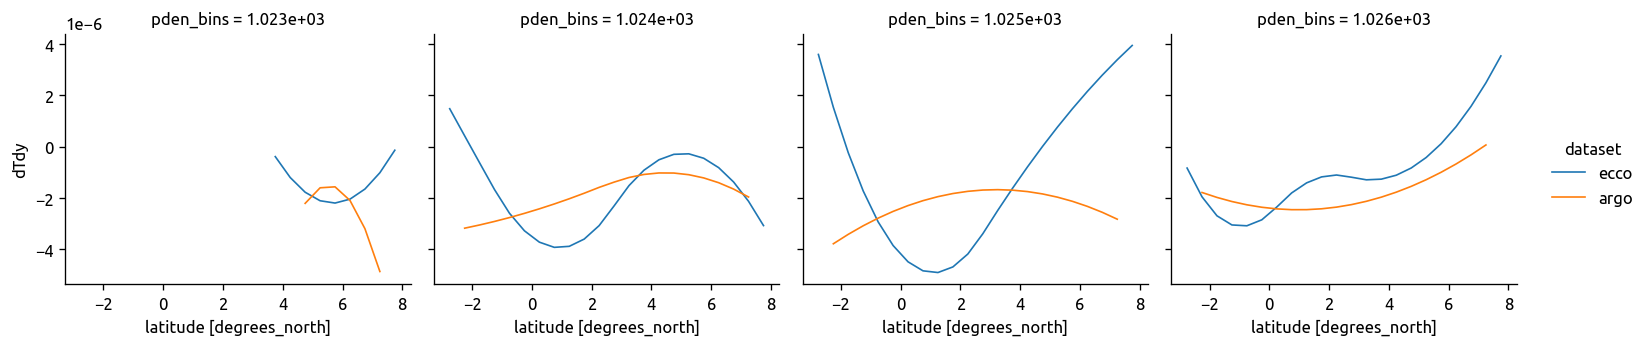 1e−6
pden_bins = 1.023e+03
pden_bins = 1.024e+03
pden_bins = 1.025e+03
pden_bins = 1.026e+03
dTdy
4
2
0
−2
−4
−2 0 2 4 6 8
−2 0 2 4 6 8
−2 0 2 4 6 8
−2 0 2 4 6 8
latitude [degrees_north]
latitude [degrees_north]
latitude [degrees_north]
latitude [degrees_north]
dataset
ecco
argo